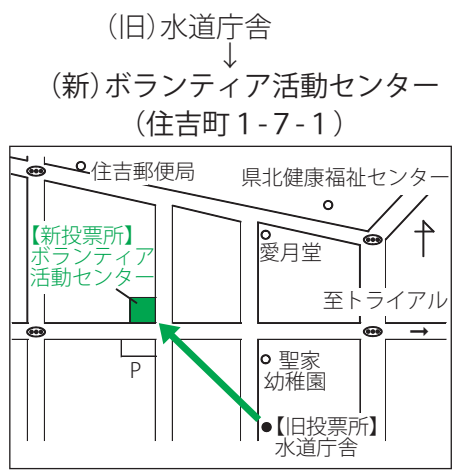 (旧)水道庁舎
↓
(新)ボランティア活動センター
(住吉町1-7-1)
住吉郵便局
県北健康福祉センター
【新投票所】
ボランティア
活動センター
愛月堂
至トライアル
→
P
聖家
幼稚園
【旧投票所】
水道庁舎